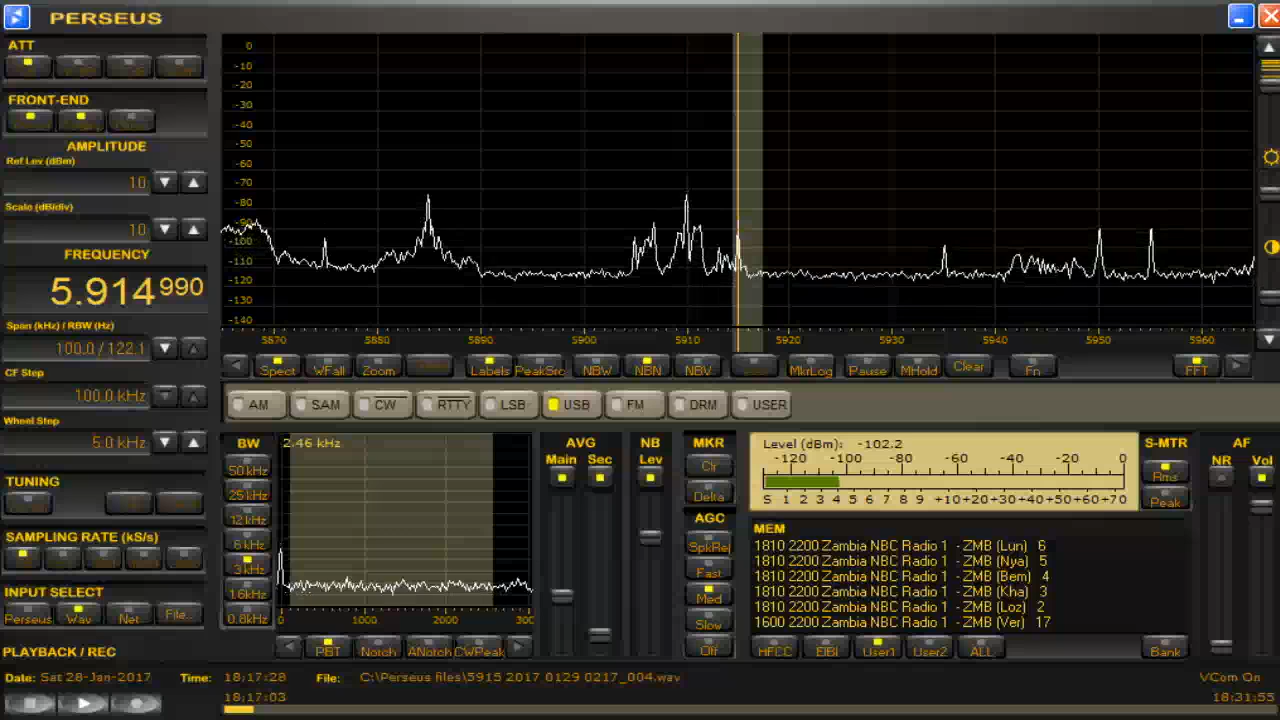 PERSEUS
ATT
FRONT-END
AMPLITUDE
Ref Lev (dBm)
10
Scale (dB/div)
10
FREQUENCY
5.914990
Span (kHz) / RBW (Hz)
100.0 / 122.1
CF Step
100.0 kHz
Wheel Step
5.0 kHz
TUNING
SAMPLING RATE (kS/s)
INPUT SELECT
Perseus Wav Net File...
PLAYBACK / REC
0
-10
-20
-30
-40
-50
-60
-70
-80
-90
-100
-110
-120
-130
-140
5870 5880 5890 5900 5910 5920 5930 5940 5950 5960
Spect WFall Zoom Labels PeakSrc NBW NBN NBV MkrLog Pause MHold Clear Fn FFT
AM SAM CW RTTY LSB USB FM DRM USER
BW
50 kHz
25 kHz
12 kHz
6 kHz
3 kHz
1.6kHz
0.8kHz
2.46 kHz
0 1000 2000 300
PBT Notch ANotch CWPeak
AVG
Main Sec
NB
Lev
MKR
Clr
Delta
AGC
SpkRej
Fast
Med
Slow
Off
Level (dBm): -102.2
-120 -100 -80 -60 -40 -20 0
S 1 2 3 4 5 6 7 8 9 +10+20+30+40+50+60+70
S-MTR
Rms
Peak
AF
NR Vol
MEM
1810 2200 Zambia NBC Radio 1 - ZMB (Lun) 6
1810 2200 Zambia NBC Radio 1 - ZMB (Nya) 5
1810 2200 Zambia NBC Radio 1 - ZMB (Bem) 4
1810 2200 Zambia NBC Radio 1 - ZMB (Kha) 3
1810 2200 Zambia NBC Radio 1 - ZMB (Loz) 2
1600 2200 Zambia NBC Radio 1 - ZMB (Ver) 17
HFCC EIBI User1 User2 ALL Bank
Date: Sat 28-Jan-2017 Time: 18:17:28 File: C:\Perseus files\5915 2017 0129 0217_004.wav VCom On
18:17:03 18:31:55